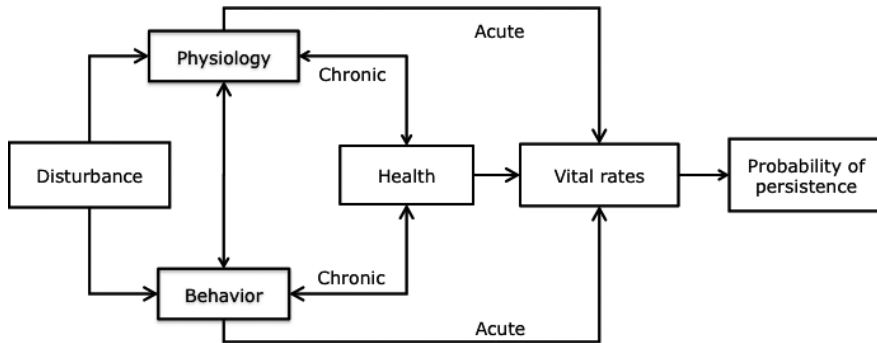 Acute
Physiology
Chronic
Disturbance
Health
Vital rates
Probability of
persistence
Chronic
Behavior
Acute